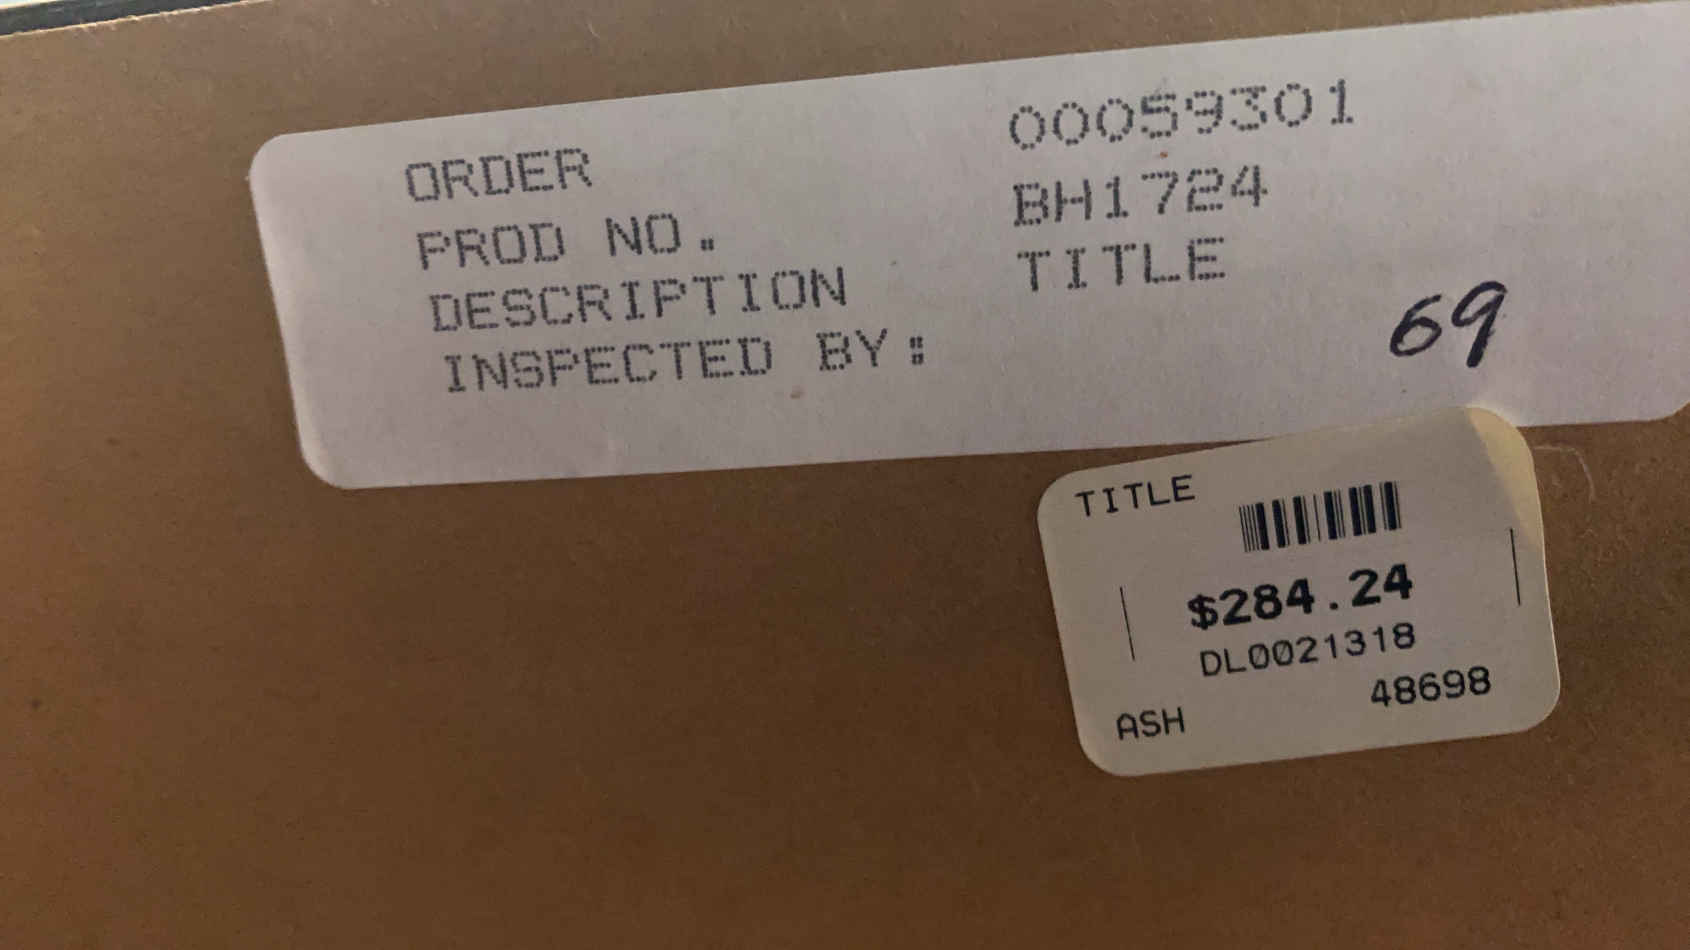 ORDER 00059301
PROD NO. BH1724
DESCRIPTION TITLE
INSPECTED BY: 69
TITLE
$284.24
DL0021318
48698
ASH